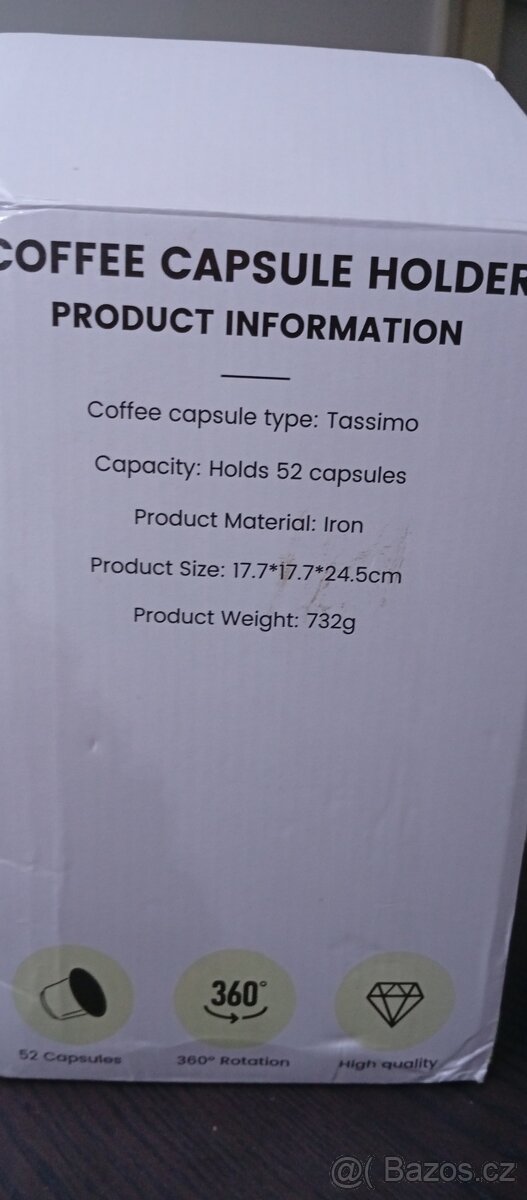 COFFEE CAPSULE HOLDER
PRODUCT INFORMATION
Coffee capsule type: Tassimo
Capacity: Holds 52 capsules
Product Material: Iron
Product Size: 17.7*17.7*24.5cm
Product Weight: 732g
360°
52 Capsules
360° Rotation
High quality
@( Bazos.cz